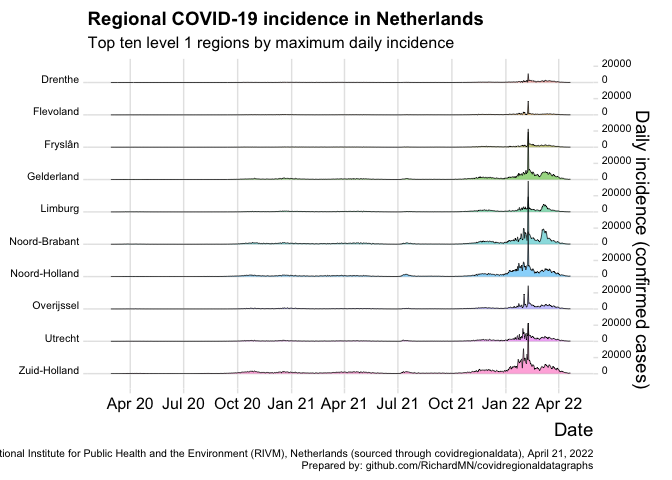 Regional COVID-19 incidence in Netherlands
Top ten level 1 regions by maximum daily incidence
Drenthe
Flevoland
Fryslân
Gelderland
Limburg
Noord-Brabant
Noord-Holland
Overijssel
Utrecht
Zuid-Holland
20000
0
20000
0
20000
0
20000
0
20000
0
20000
0
20000
0
20000
0
20000
0
20000
0
Daily incidence (confirmed cases)
Apr 20 Jul 20 Oct 20 Jan 21 Apr 21 Jul 21 Oct 21 Jan 22 Apr 22
Date
Institute for Public Health and the Environment (RIVM), Netherlands (sourced through covidregionaldata), April 21, 2022
Prepared by: github.com/RichardMN/covidregionaldatagraphs